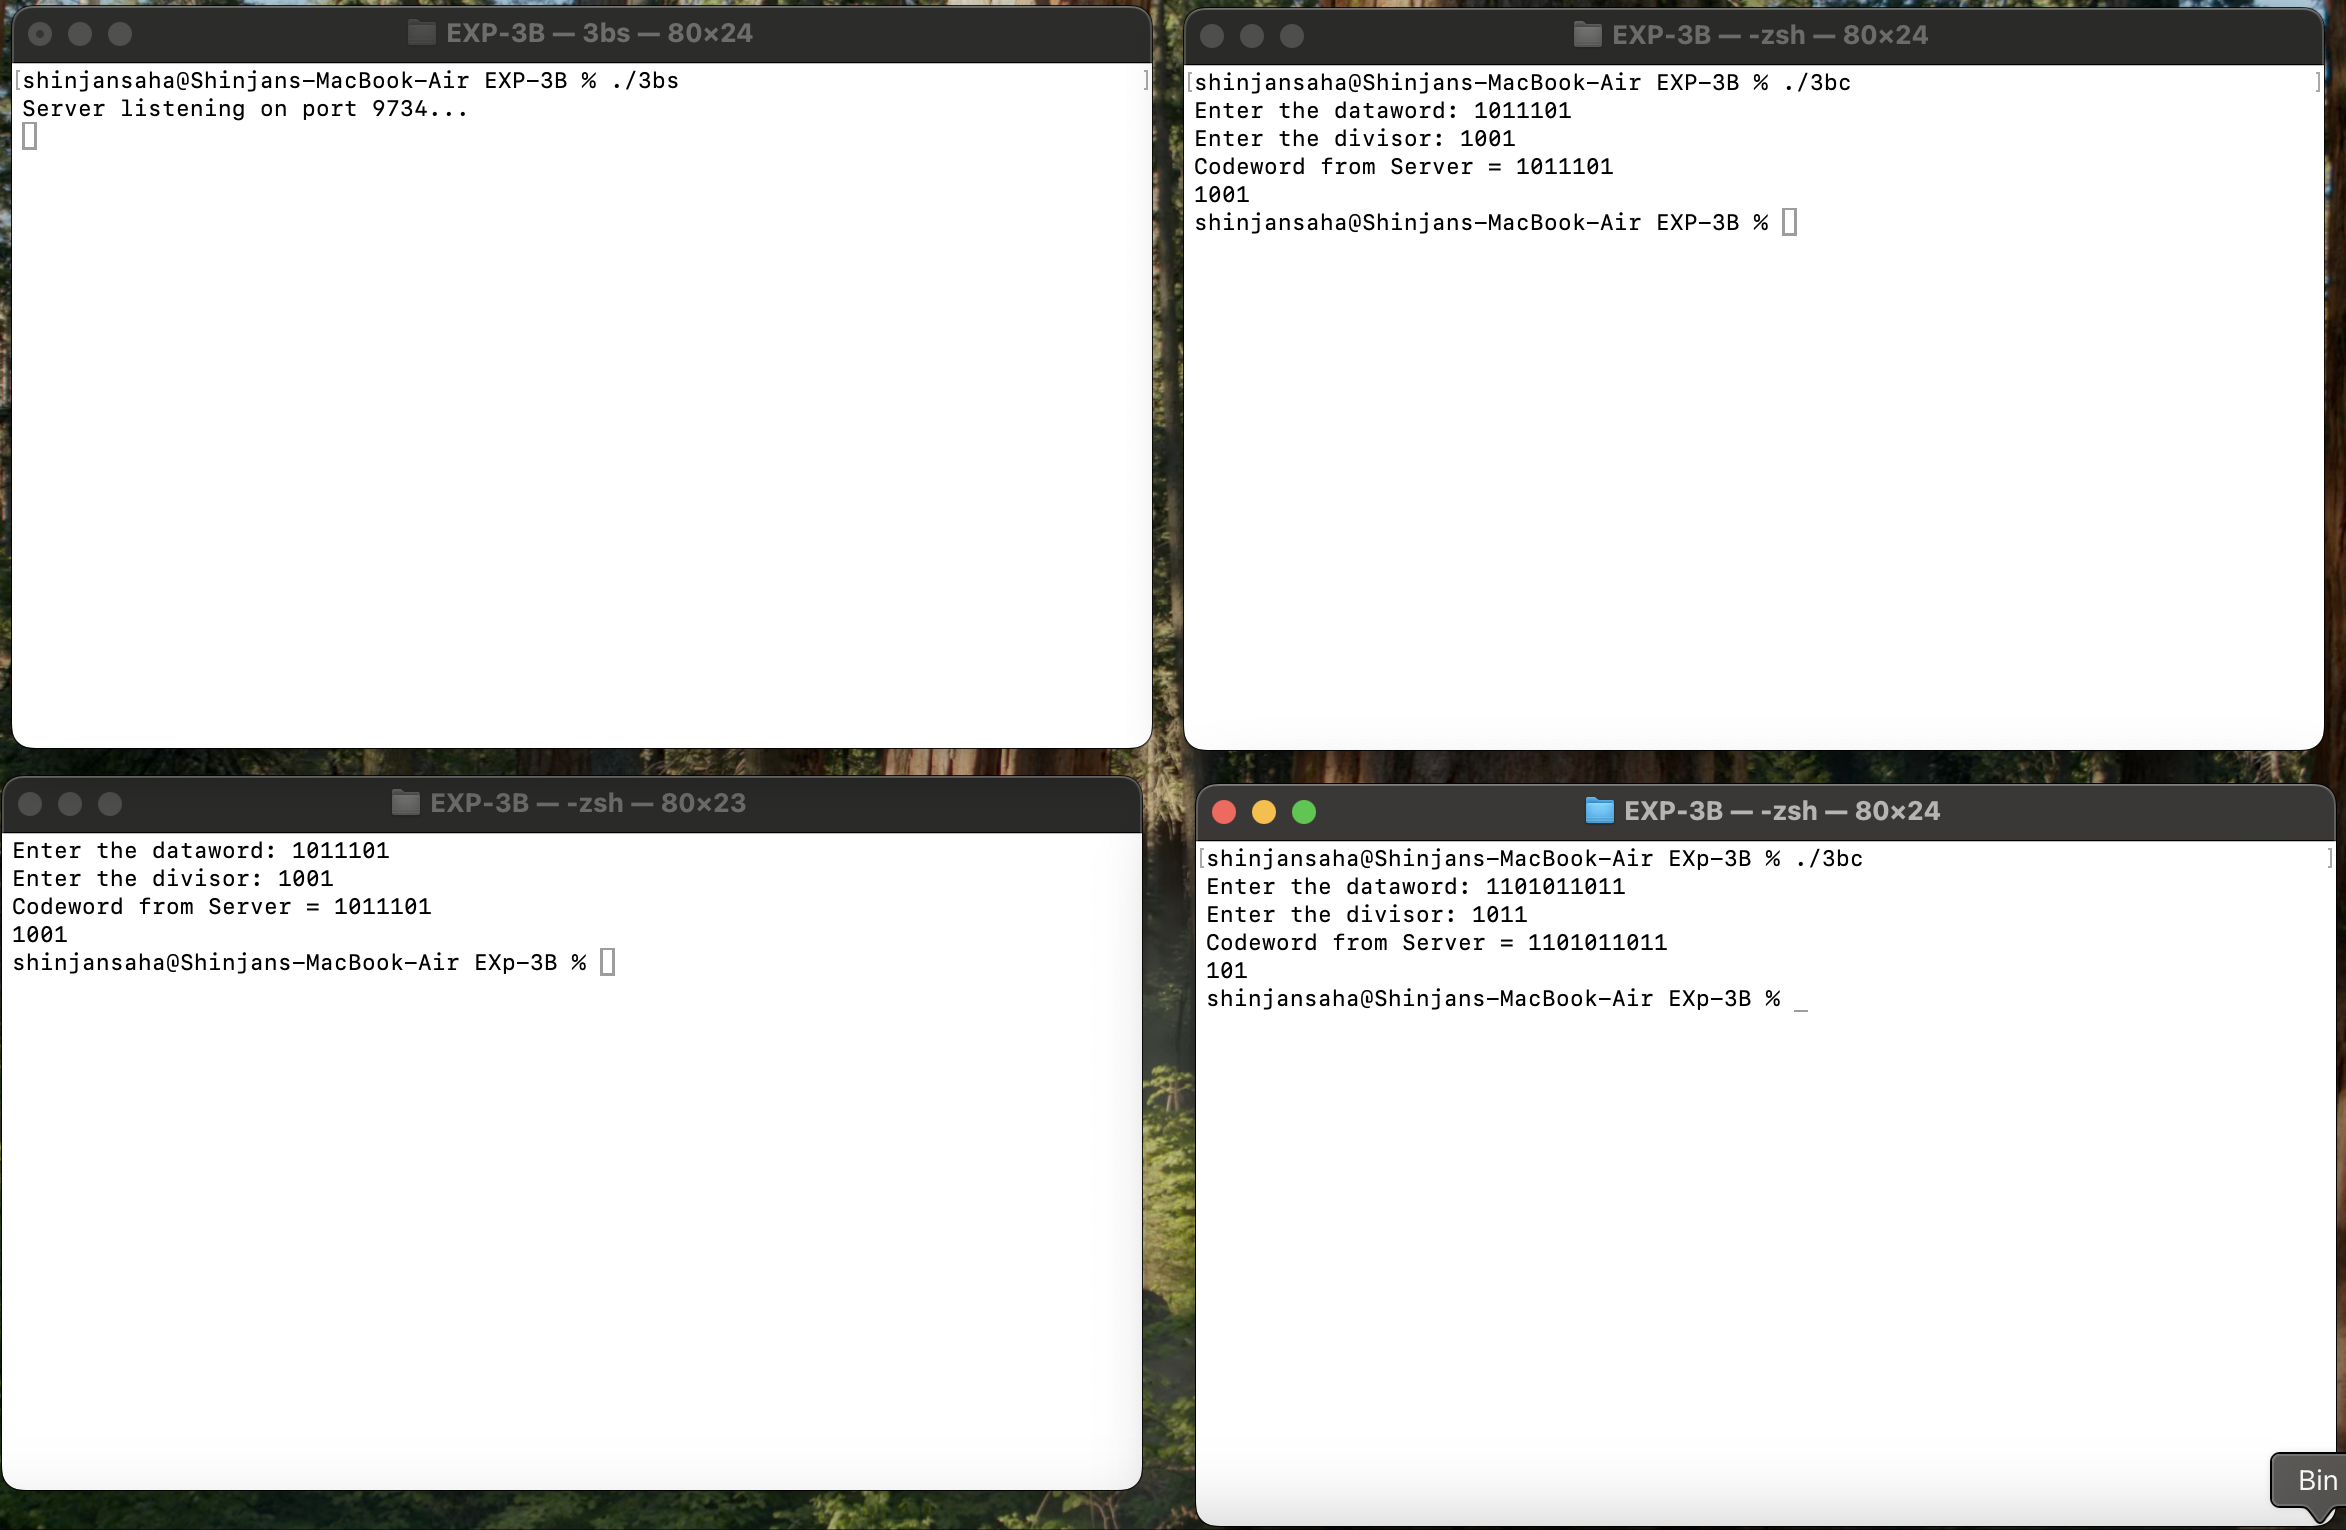 EXP-3B — 3bs — 80×24
shinjansaha@Shinjans-MacBook-Air EXP-3B % ./3bs
Server listening on port 9734...
EXP-3B — -zsh — 80×24
shinjansaha@Shinjans-MacBook-Air EXP-3B % ./3bc
Enter the dataword: 1011101
Enter the divisor: 1001
Codeword from Server = 1011101
1001
shinjansaha@Shinjans-MacBook-Air EXP-3B %
EXP-3B — -zsh — 80×23
Enter the dataword: 1011101
Enter the divisor: 1001
Codeword from Server = 1011101
1001
shinjansaha@Shinjans-MacBook-Air EXp-3B %
EXP-3B — -zsh — 80×24
shinjansaha@Shinjans-MacBook-Air EXp-3B % ./3bc
Enter the dataword: 1101011011
Enter the divisor: 1011
Codeword from Server = 1101011011
101
shinjansaha@Shinjans-MacBook-Air EXp-3B % _
Bin